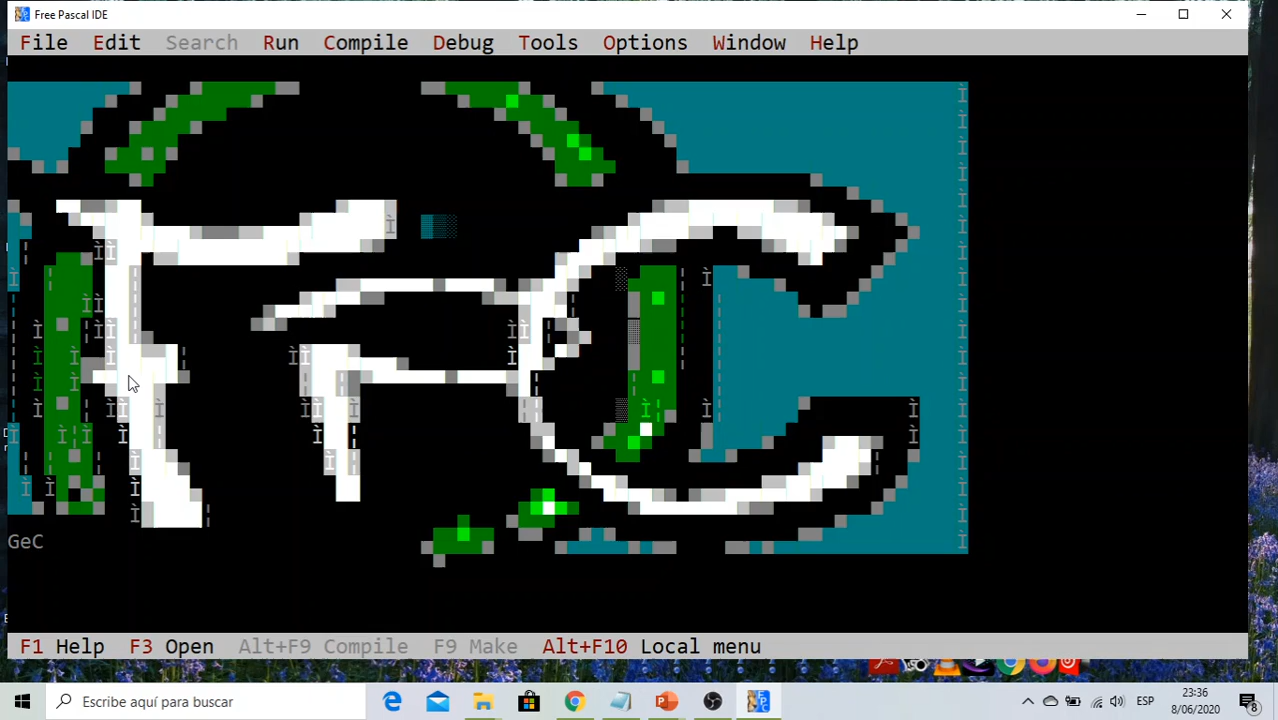 Free Pascal IDE
File Edit Search Run Compile Debug Tools Options Window Help
GeC
F1 Help F3 Open Alt+F9 Compile F9 Make Alt+F10 Local menu
Escribe aquí para buscar
ESP
23:36
8/06/2020
8